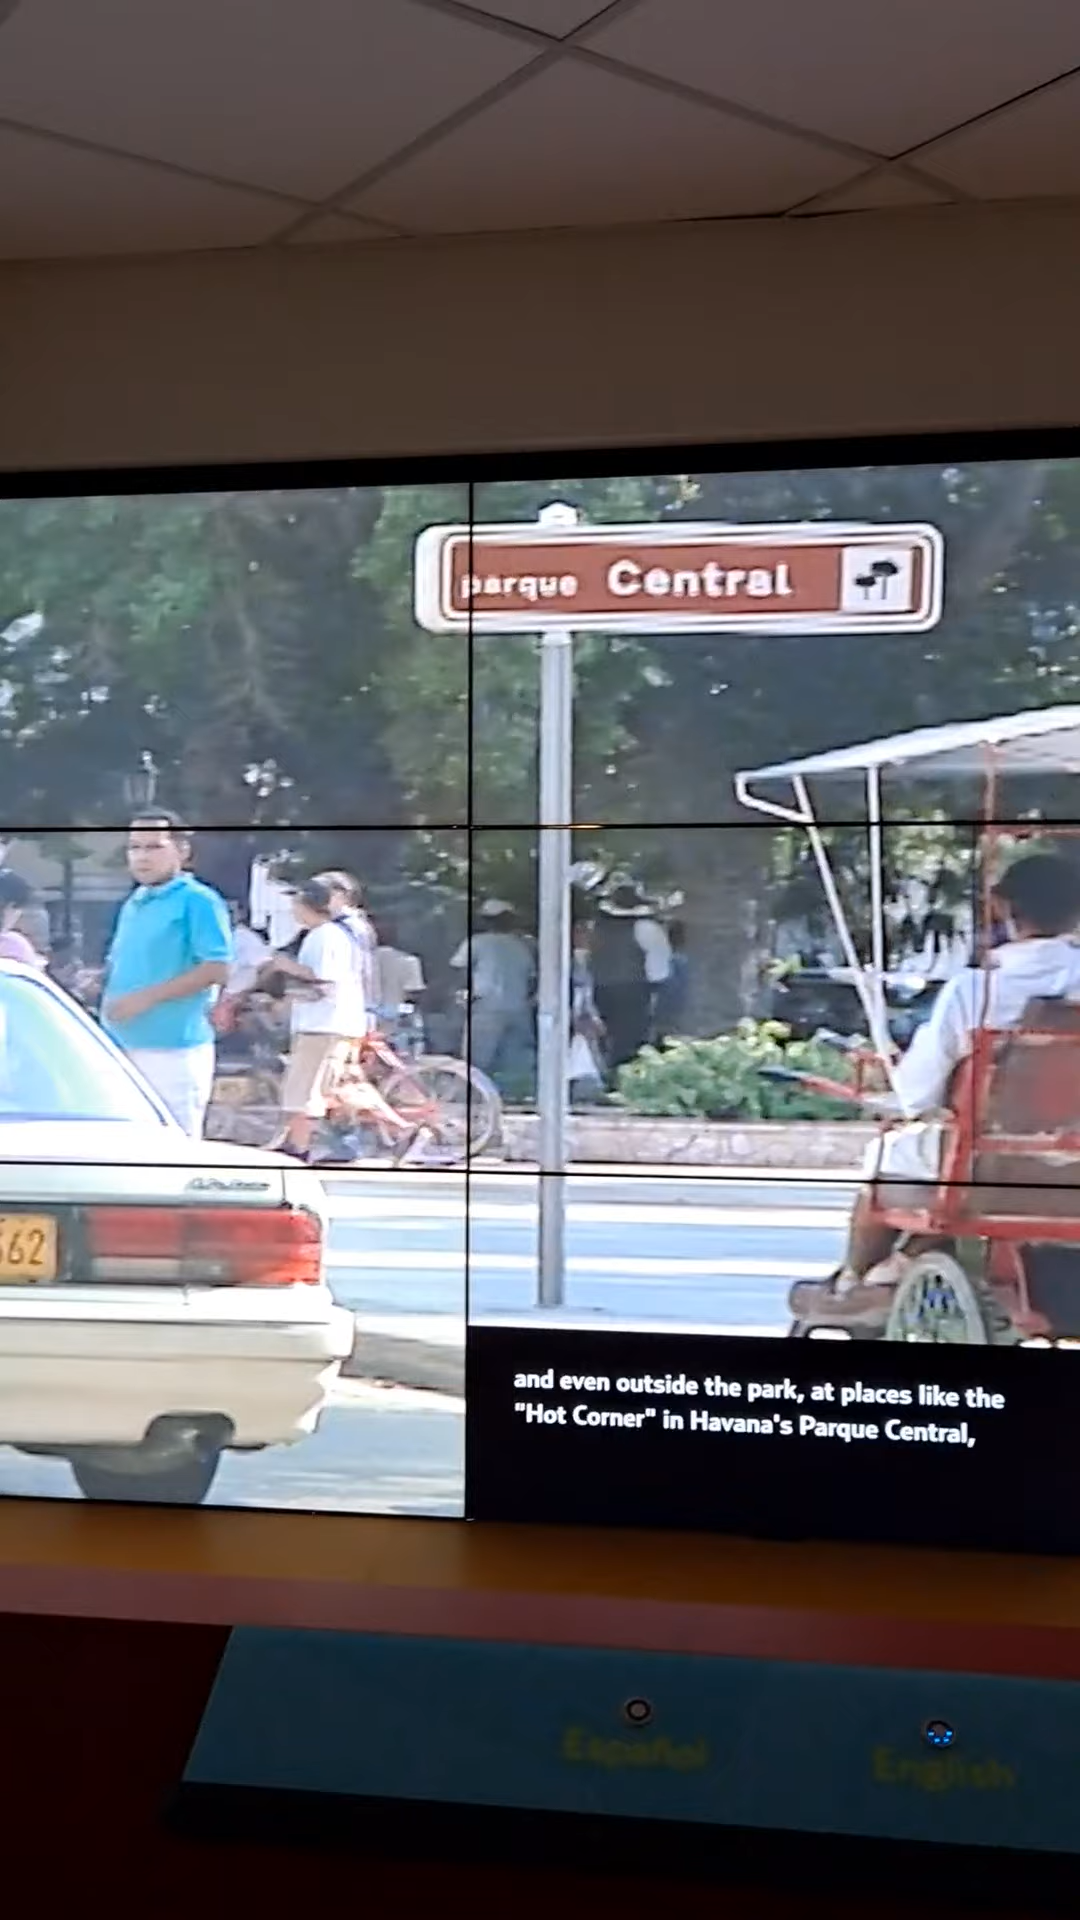 parque Central
662
and even outside the park, at places like the
"Hot Corner" in Havana's Parque Central,
Español
English